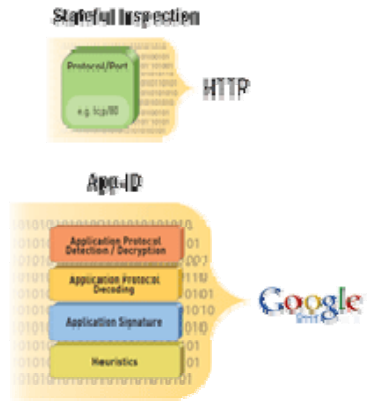 Stateful Inspection
Protocol/Port
e.g. tcp/80
HTTP
App-ID
Application Protocol
Detection / Decryption
Application Protocol
Decoding
Application Signature
Heuristics
Google